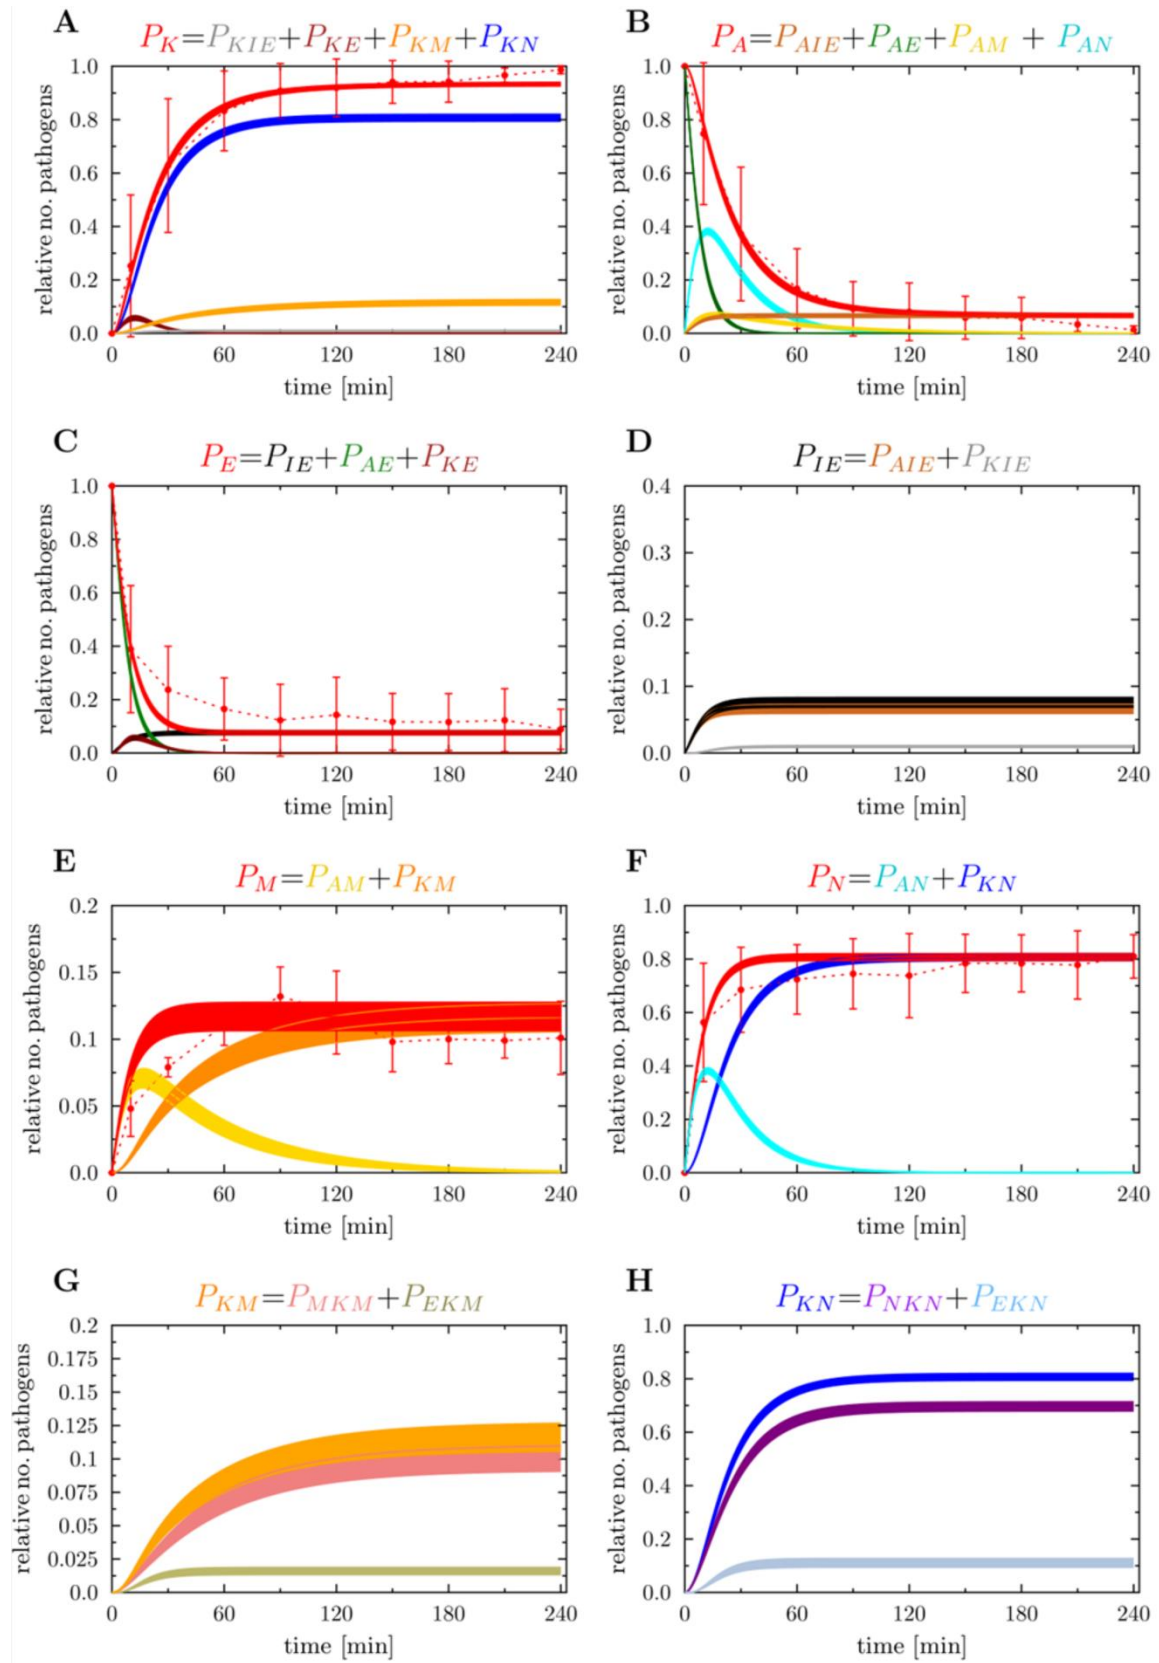 A
P_K=P_KIE+P_KE+P_KM+P_KN
relative no. pathogens
1.0
0.8
0.6
0.4
0.2
0.0
0 60 120 180 240
time [min]
B
P_A=P_AIE+P_AE+P_AM + P_AN
relative no. pathogens
1.0
0.8
0.6
0.4
0.2
0.0
0 60 120 180 240
time [min]
C
P_E=P_IE+P_AE+P_KE
relative no. pathogens
1.0
0.8
0.6
0.4
0.2
0.0
0 60 120 180 240
time [min]
D
P_IE=P_AIE+P_KIE
relative no. pathogens
0.4
0.3
0.2
0.1
0.0
0 60 120 180 240
time [min]
E
P_M=P_AM+P_KM
relative no. pathogens
0.2
0.15
0.1
0.05
0.0
0 60 120 180 240
time [min]
F
P_N=P_AN+P_KN
relative no. pathogens
1.0
0.8
0.6
0.4
0.2
0.0
0 60 120 180 240
time [min]
G
P_KM=P_MKM+P_EKM
relative no. pathogens
0.2
0.175
0.15
0.125
0.1
0.075
0.05
0.025
0.0
0 60 120 180 240
time [min]
H
P_KN=P_NKN+P_EKN
relative no. pathogens
1.0
0.8
0.6
0.4
0.2
0.0
0 60 120 180 240
time [min]